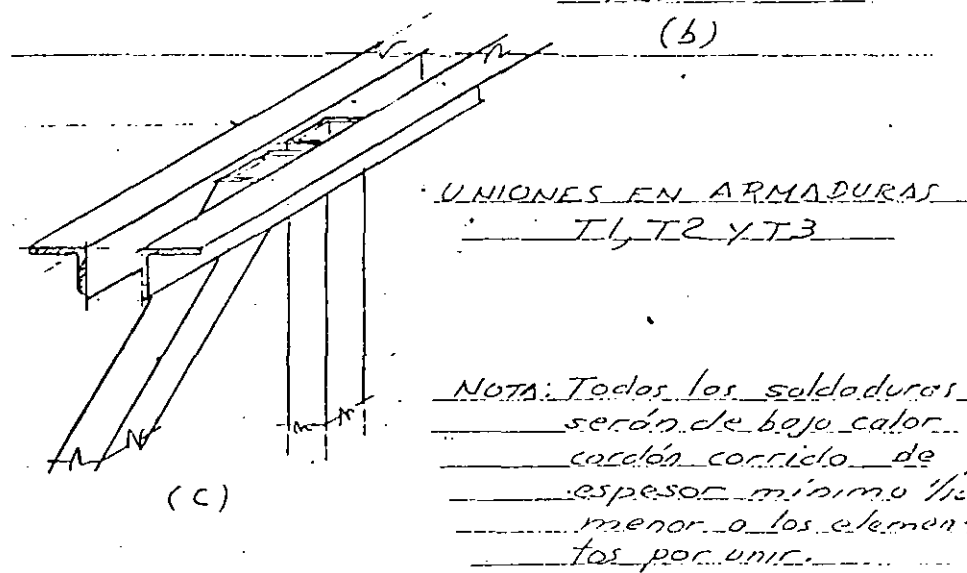 (b)
UNIONES EN ARMADURAS
T1, T2 Y T3
NOTA: Todas las soldaduras
serán de bajo calor
cordón corrido de
espesor mínimo
menor a los elemen-
tos por unir.
(c)